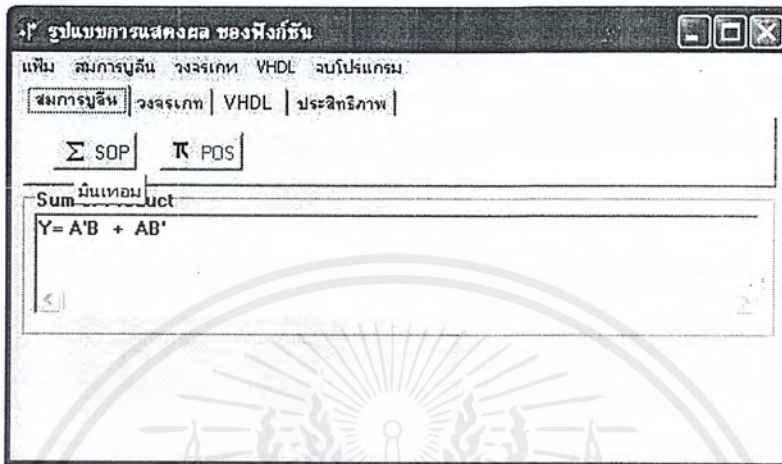 รูปแบบการแสดงผล ของฟังก์ชัน
แฟ้ม สมการบูลีน วงจรเกท VHDL จบโปรแกรม
สมการบูลีน วงจรเกท VHDL ประสิทธิภาพ
Σ SOP π POS
มินเทอม
Sum Product
Y= A'B + AB'